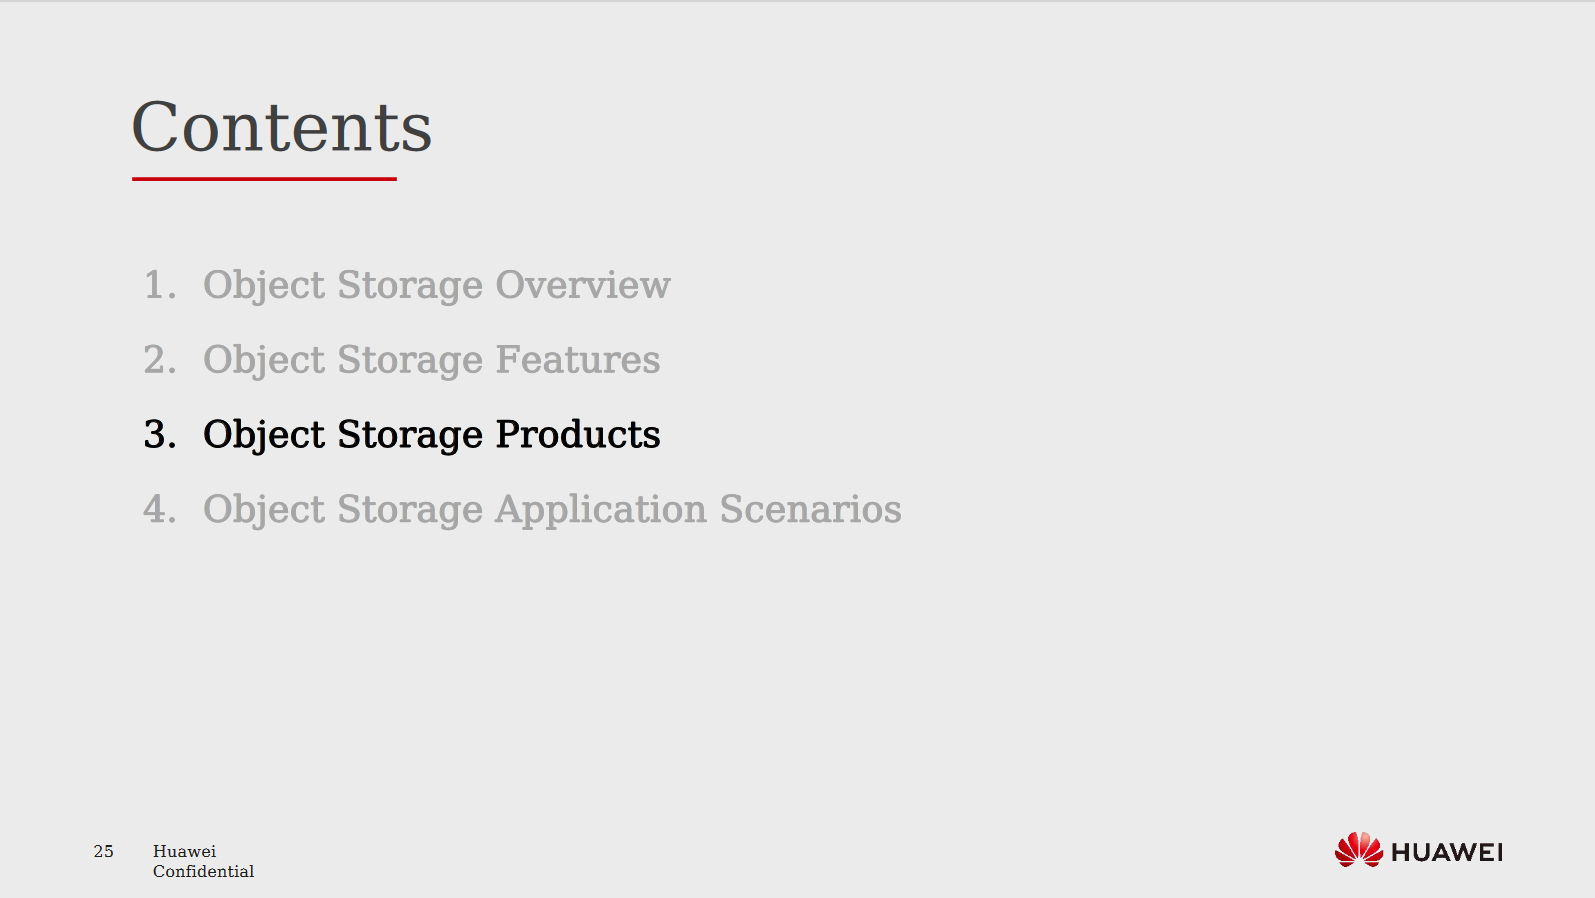 Contents
1. Object Storage Overview
2. Object Storage Features
3. Object Storage Products
4. Object Storage Application Scenarios
25 Huawei
Confidential
HUAWEI